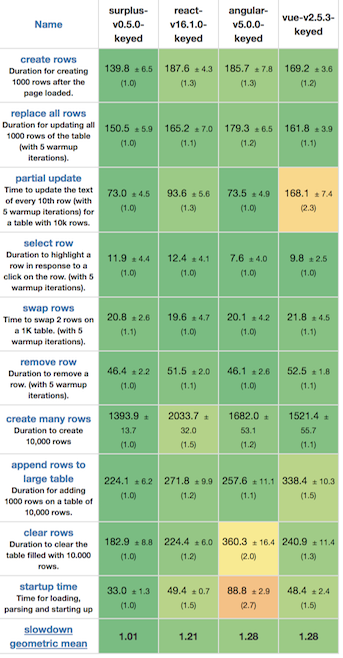 Name surplus-v0.5.0-keyed react-v16.1.0-keyed angular-v5.0.0-keyed vue-v2.5.3-keyed
create rows
Duration for creating 1000 rows after the page loaded.
139.8 ± 6.5 (1.0) 187.6 ± 4.3 (1.3) 185.7 ± 7.8 (1.3) 169.2 ± 3.6 (1.2)
replace all rows
Duration for updating all 1000 rows of the table (with 5 warmup iterations).
150.5 ± 5.9 (1.0) 165.2 ± 7.0 (1.1) 179.3 ± 6.5 (1.2) 161.8 ± 3.9 (1.1)
partial update
Time to update the text of every 10th row (with 5 warmup iterations) for a table with 10k rows.
73.0 ± 4.5 (1.0) 93.6 ± 5.6 (1.3) 73.5 ± 4.9 (1.0) 168.1 ± 7.4 (2.3)
select row
Duration to highlight a row in response to a click on the row. (with 5 warmup iterations).
11.9 ± 4.4 (1.0) 12.4 ± 4.1 (1.0) 7.6 ± 4.0 (1.0) 9.8 ± 2.5 (1.0)
swap rows
Time to swap 2 rows on a 1K table. (with 5 warmup iterations).
20.8 ± 2.6 (1.1) 19.6 ± 4.7 (1.0) 20.1 ± 4.2 (1.0) 21.8 ± 4.5 (1.1)
remove row
Duration to remove a row. (with 5 warmup iterations).
46.4 ± 2.2 (1.0) 51.5 ± 2.0 (1.1) 46.1 ± 2.6 (1.0) 52.5 ± 1.8 (1.1)
create many rows
Duration to create 10,000 rows
1393.9 ± 13.7 (1.0) 2033.7 ± 32.0 (1.5) 1682.0 ± 53.1 (1.2) 1521.4 ± 55.7 (1.1)
append rows to large table
Duration for adding 1000 rows on a table of 10,000 rows.
224.1 ± 6.2 (1.0) 271.8 ± 9.9 (1.2) 257.6 ± 11.1 (1.1) 338.4 ± 10.3 (1.5)
clear rows
Duration to clear the table filled with 10.000 rows.
182.9 ± 8.8 (1.0) 224.4 ± 6.0 (1.2) 360.3 ± 16.4 (2.0) 240.9 ± 11.4 (1.3)
startup time
Time for loading, parsing and starting up
33.0 ± 1.3 (1.0) 49.4 ± 0.7 (1.5) 88.8 ± 2.9 (2.7) 48.4 ± 2.4 (1.5)
slowdown geometric mean
1.01 1.21 1.28 1.28